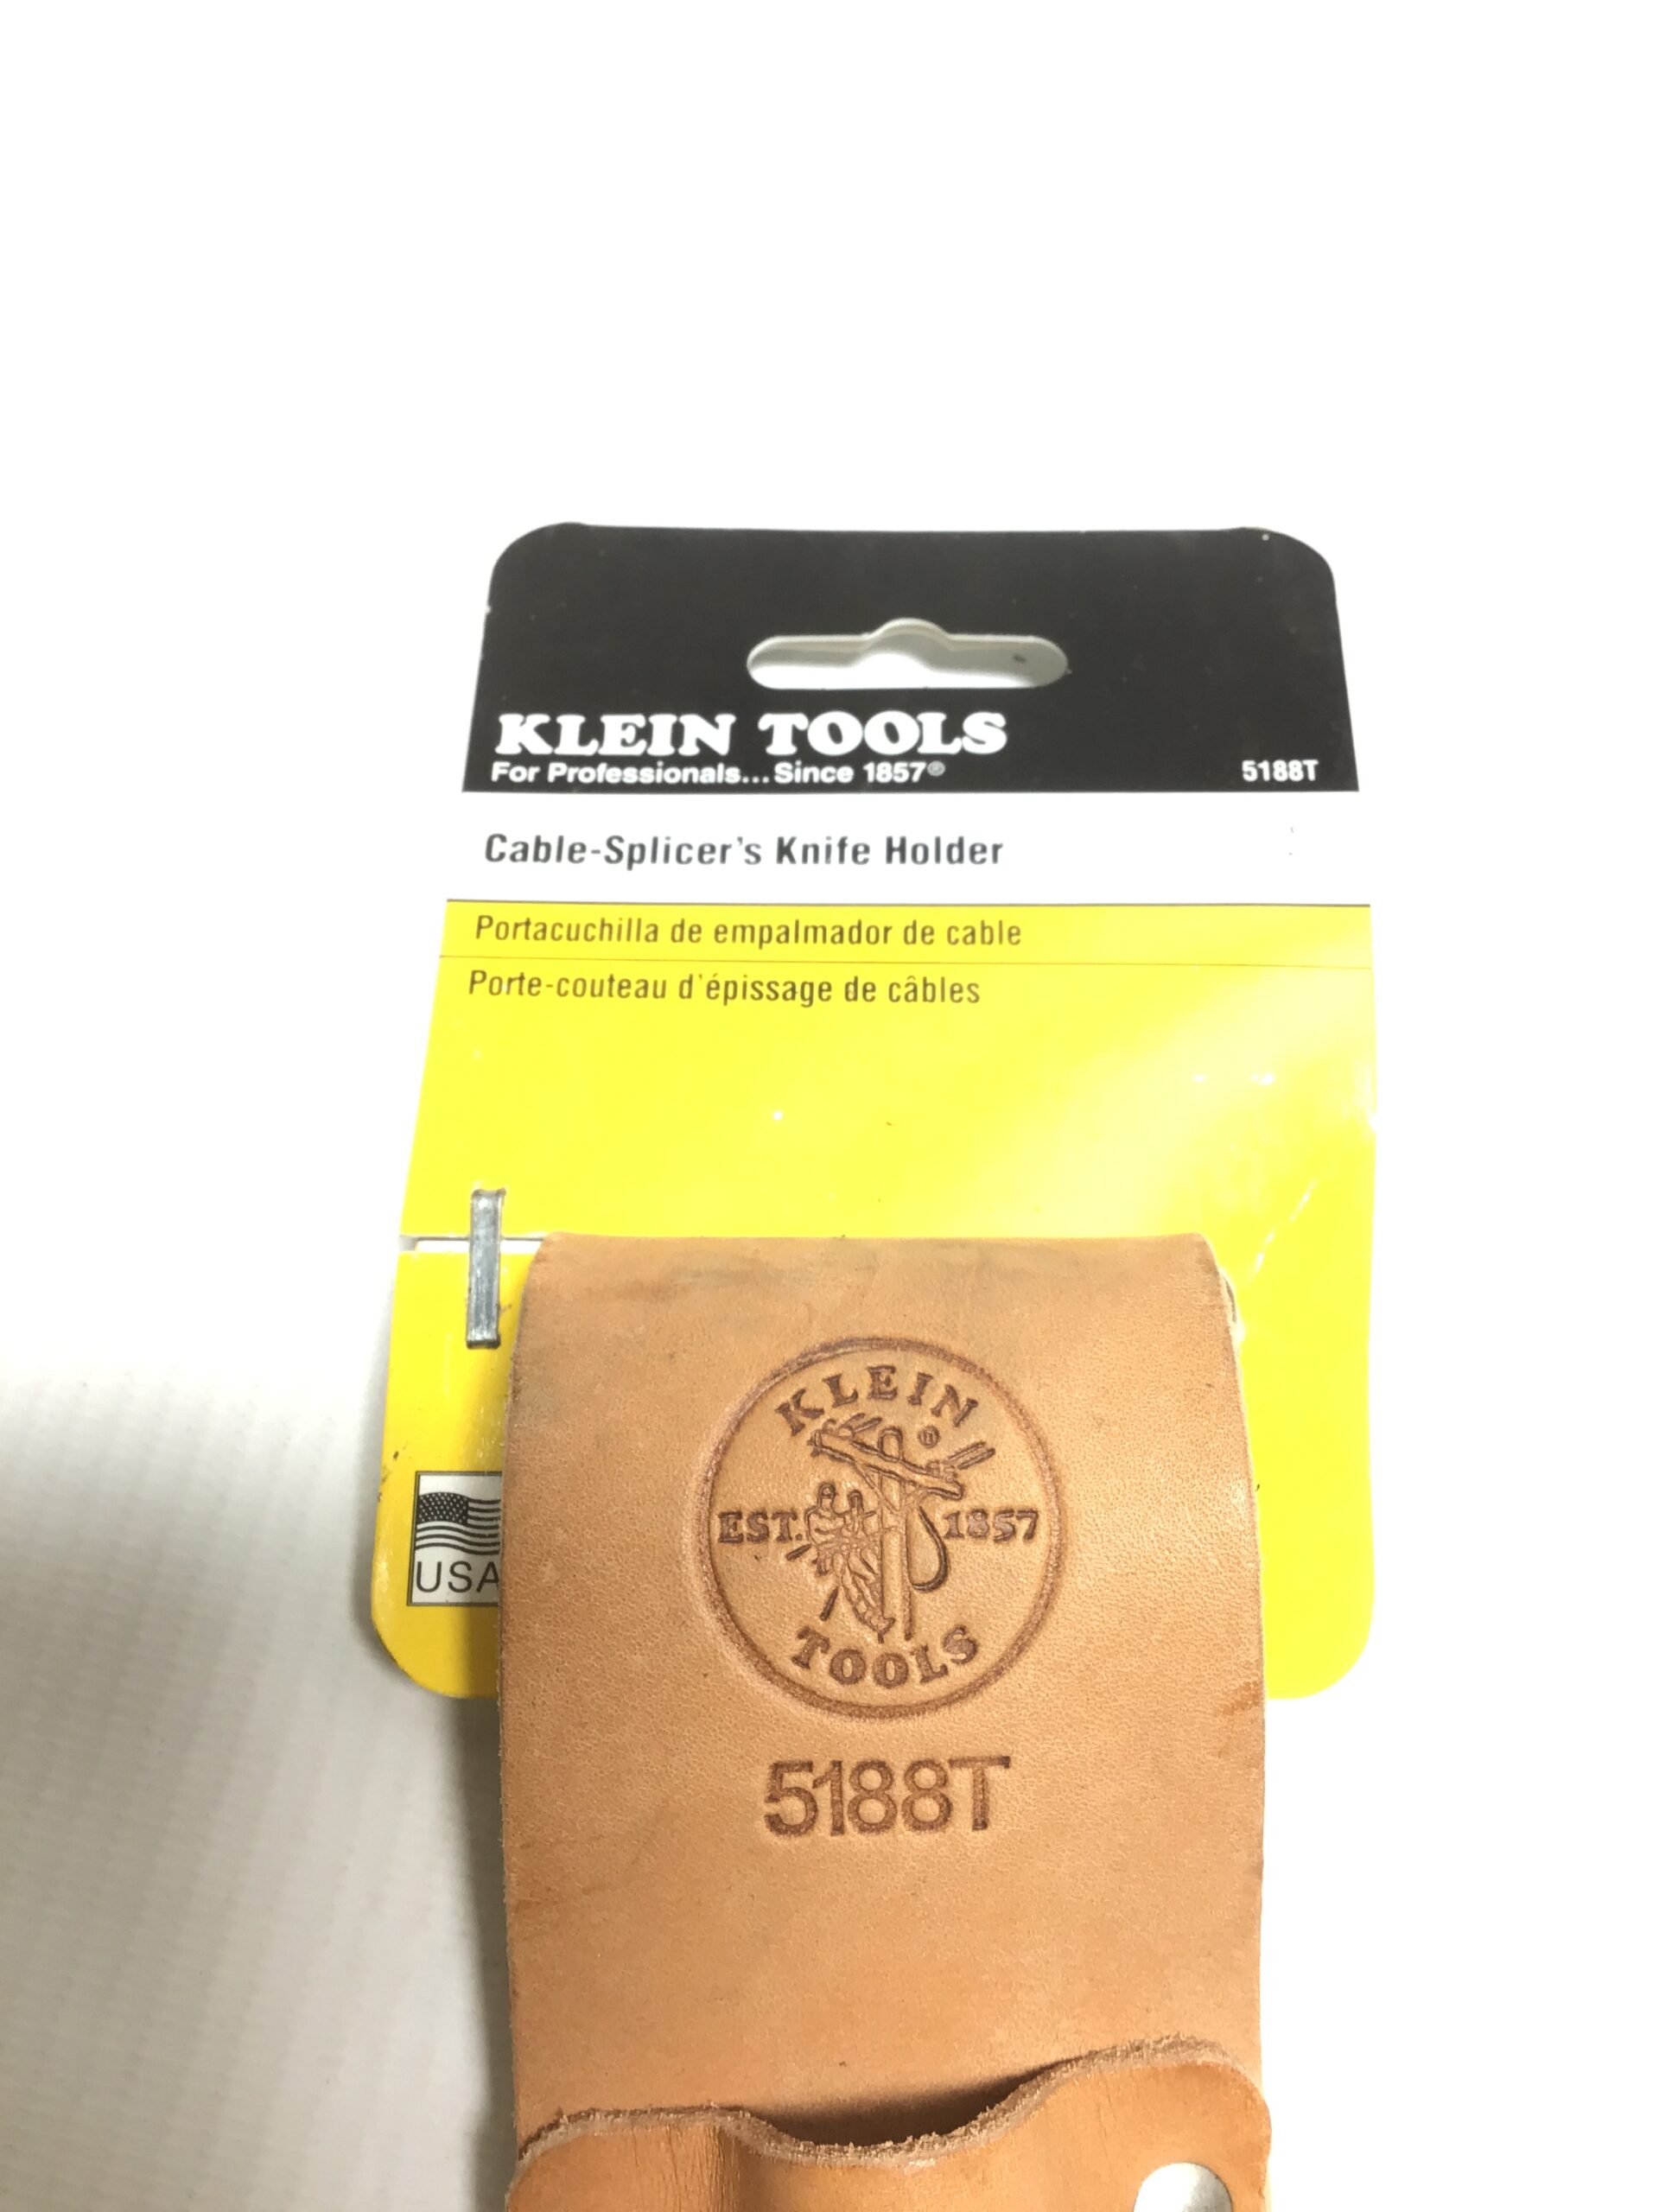 KLEIN TOOLS
For Professionals... Since 1857®
5188T
Cable-Splicer's Knife Holder
Portacuchilla de empalmador de cable
Porte-couteau d'épissage de câbles
KLEIN
®
EST. 1857
TOOLS
USA
5188T